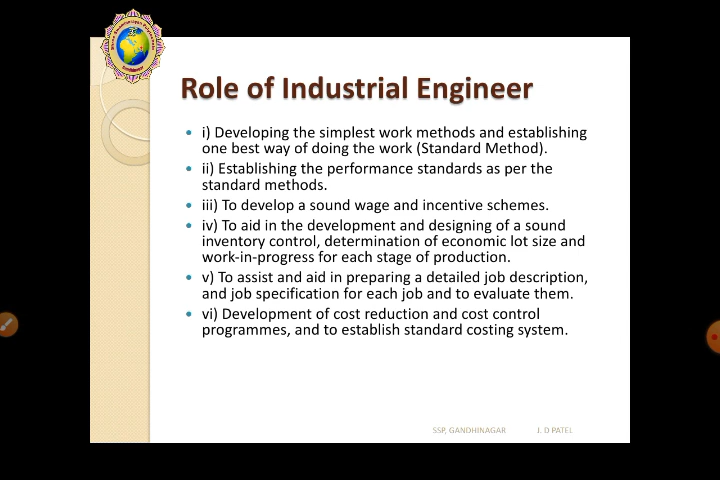 Role of Industrial Engineer
i) Developing the simplest work methods and establishing
one best way of doing the work (Standard Method).
ii) Establishing the performance standards as per the
standard methods.
iii) To develop a sound wage and incentive schemes.
iv) To aid in the development and designing of a sound
inventory control, determination of economic lot size and
work-in-progress for each stage of production.
v) To assist and aid in preparing a detailed job description,
and job specification for each job and to evaluate them.
vi) Development of cost reduction and cost control
programmes, and to establish standard costing system.
SSP, GANDHINAGAR J. D PATEL